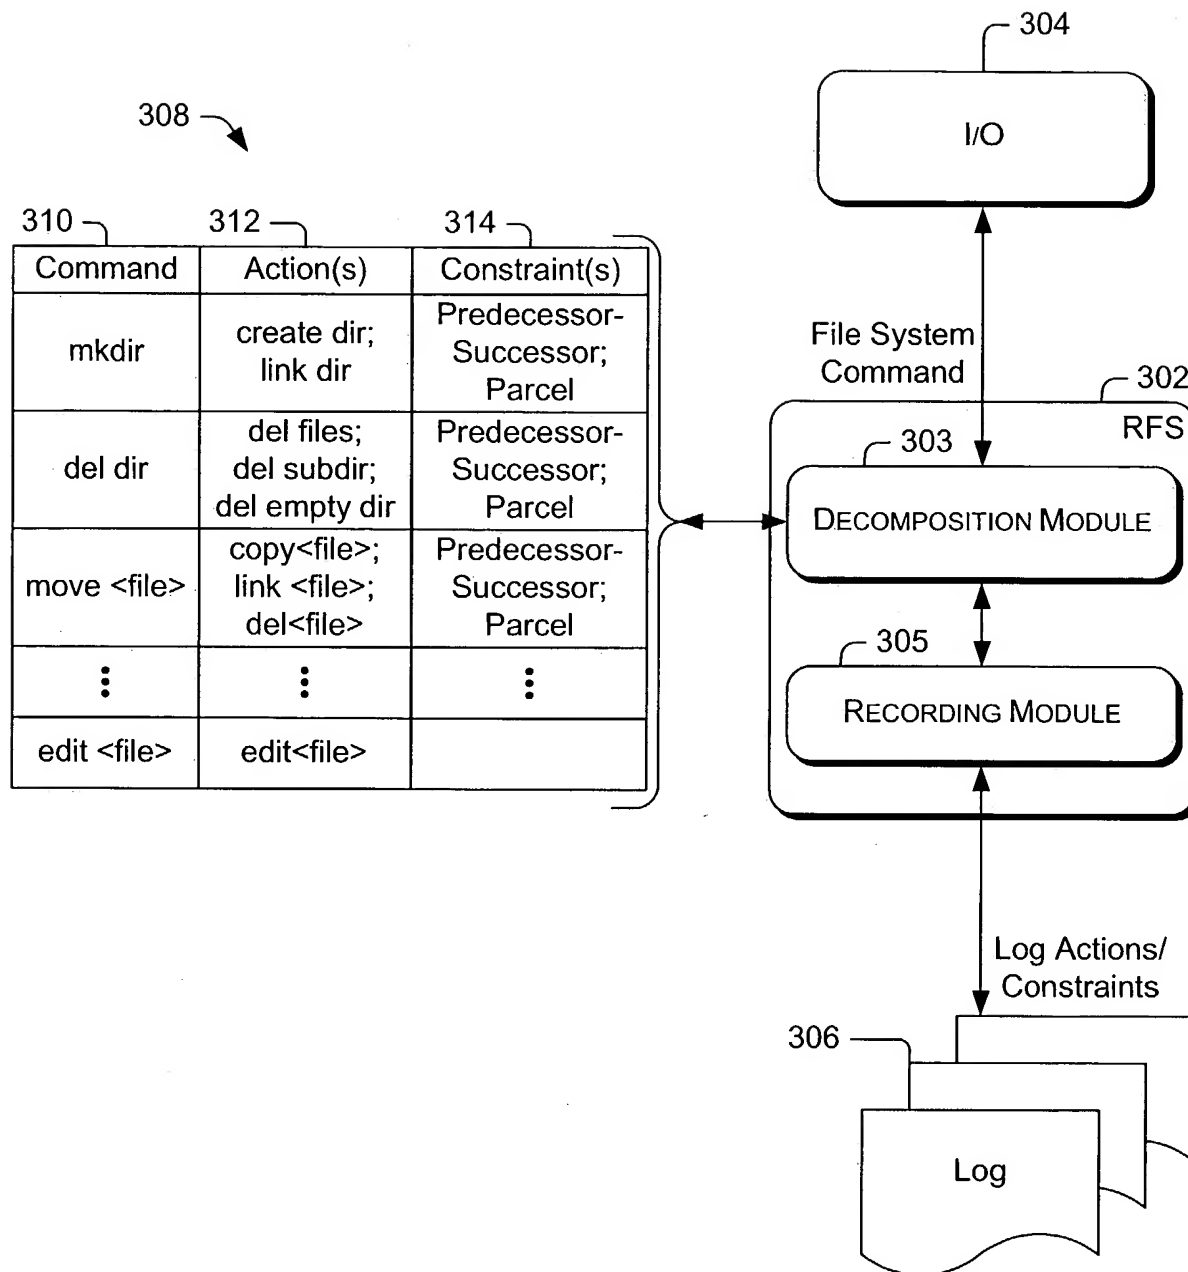 304
I/O
308
310
312
314
Command
Action(s)
Constraint(s)
mkdir
create dir;
link dir
Predecessor-
Successor;
Parcel
del dir
del files;
del subdir;
del empty dir
Predecessor-
Successor;
Parcel
move <file>
copy<file>;
link <file>;
del<file>
Predecessor-
Successor;
Parcel
edit <file>
edit<file>
File System
Command
302
RFS
303
DECOMPOSITION MODULE
305
RECORDING MODULE
Log Actions/
Constraints
306
Log